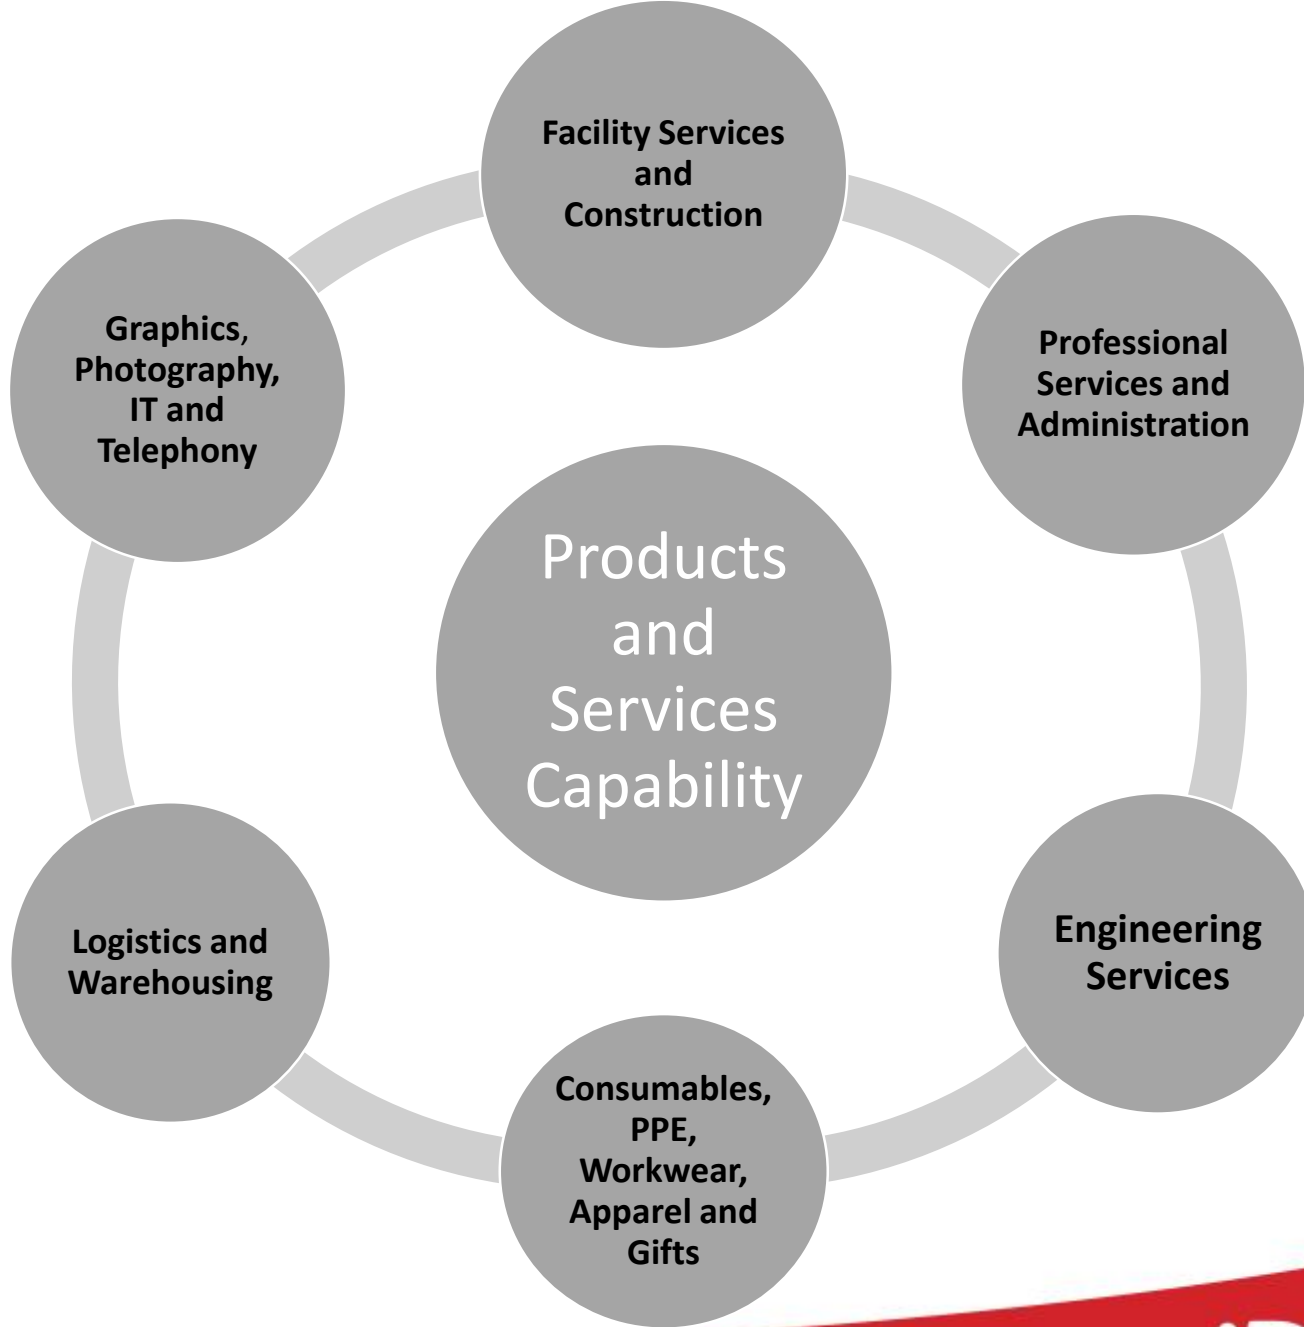 Facility Services
and
Construction
Professional
Services and
Administration
Engineering
Services
Consumables,
PPE,
Workwear,
Apparel and
Gifts
Logistics and
Warehousing
Graphics,
Photography,
IT and
Telephony
Products
and
Services
Capability